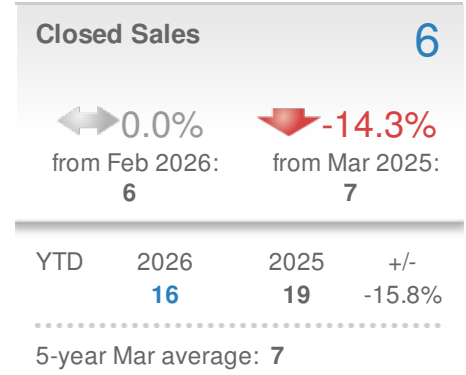 Closed Sales 6
0.0% -14.3%
from Feb 2026: from Mar 2025:
6 7
YTD 2026 2025 +/-
16 19 -15.8%
5-year Mar average: 7